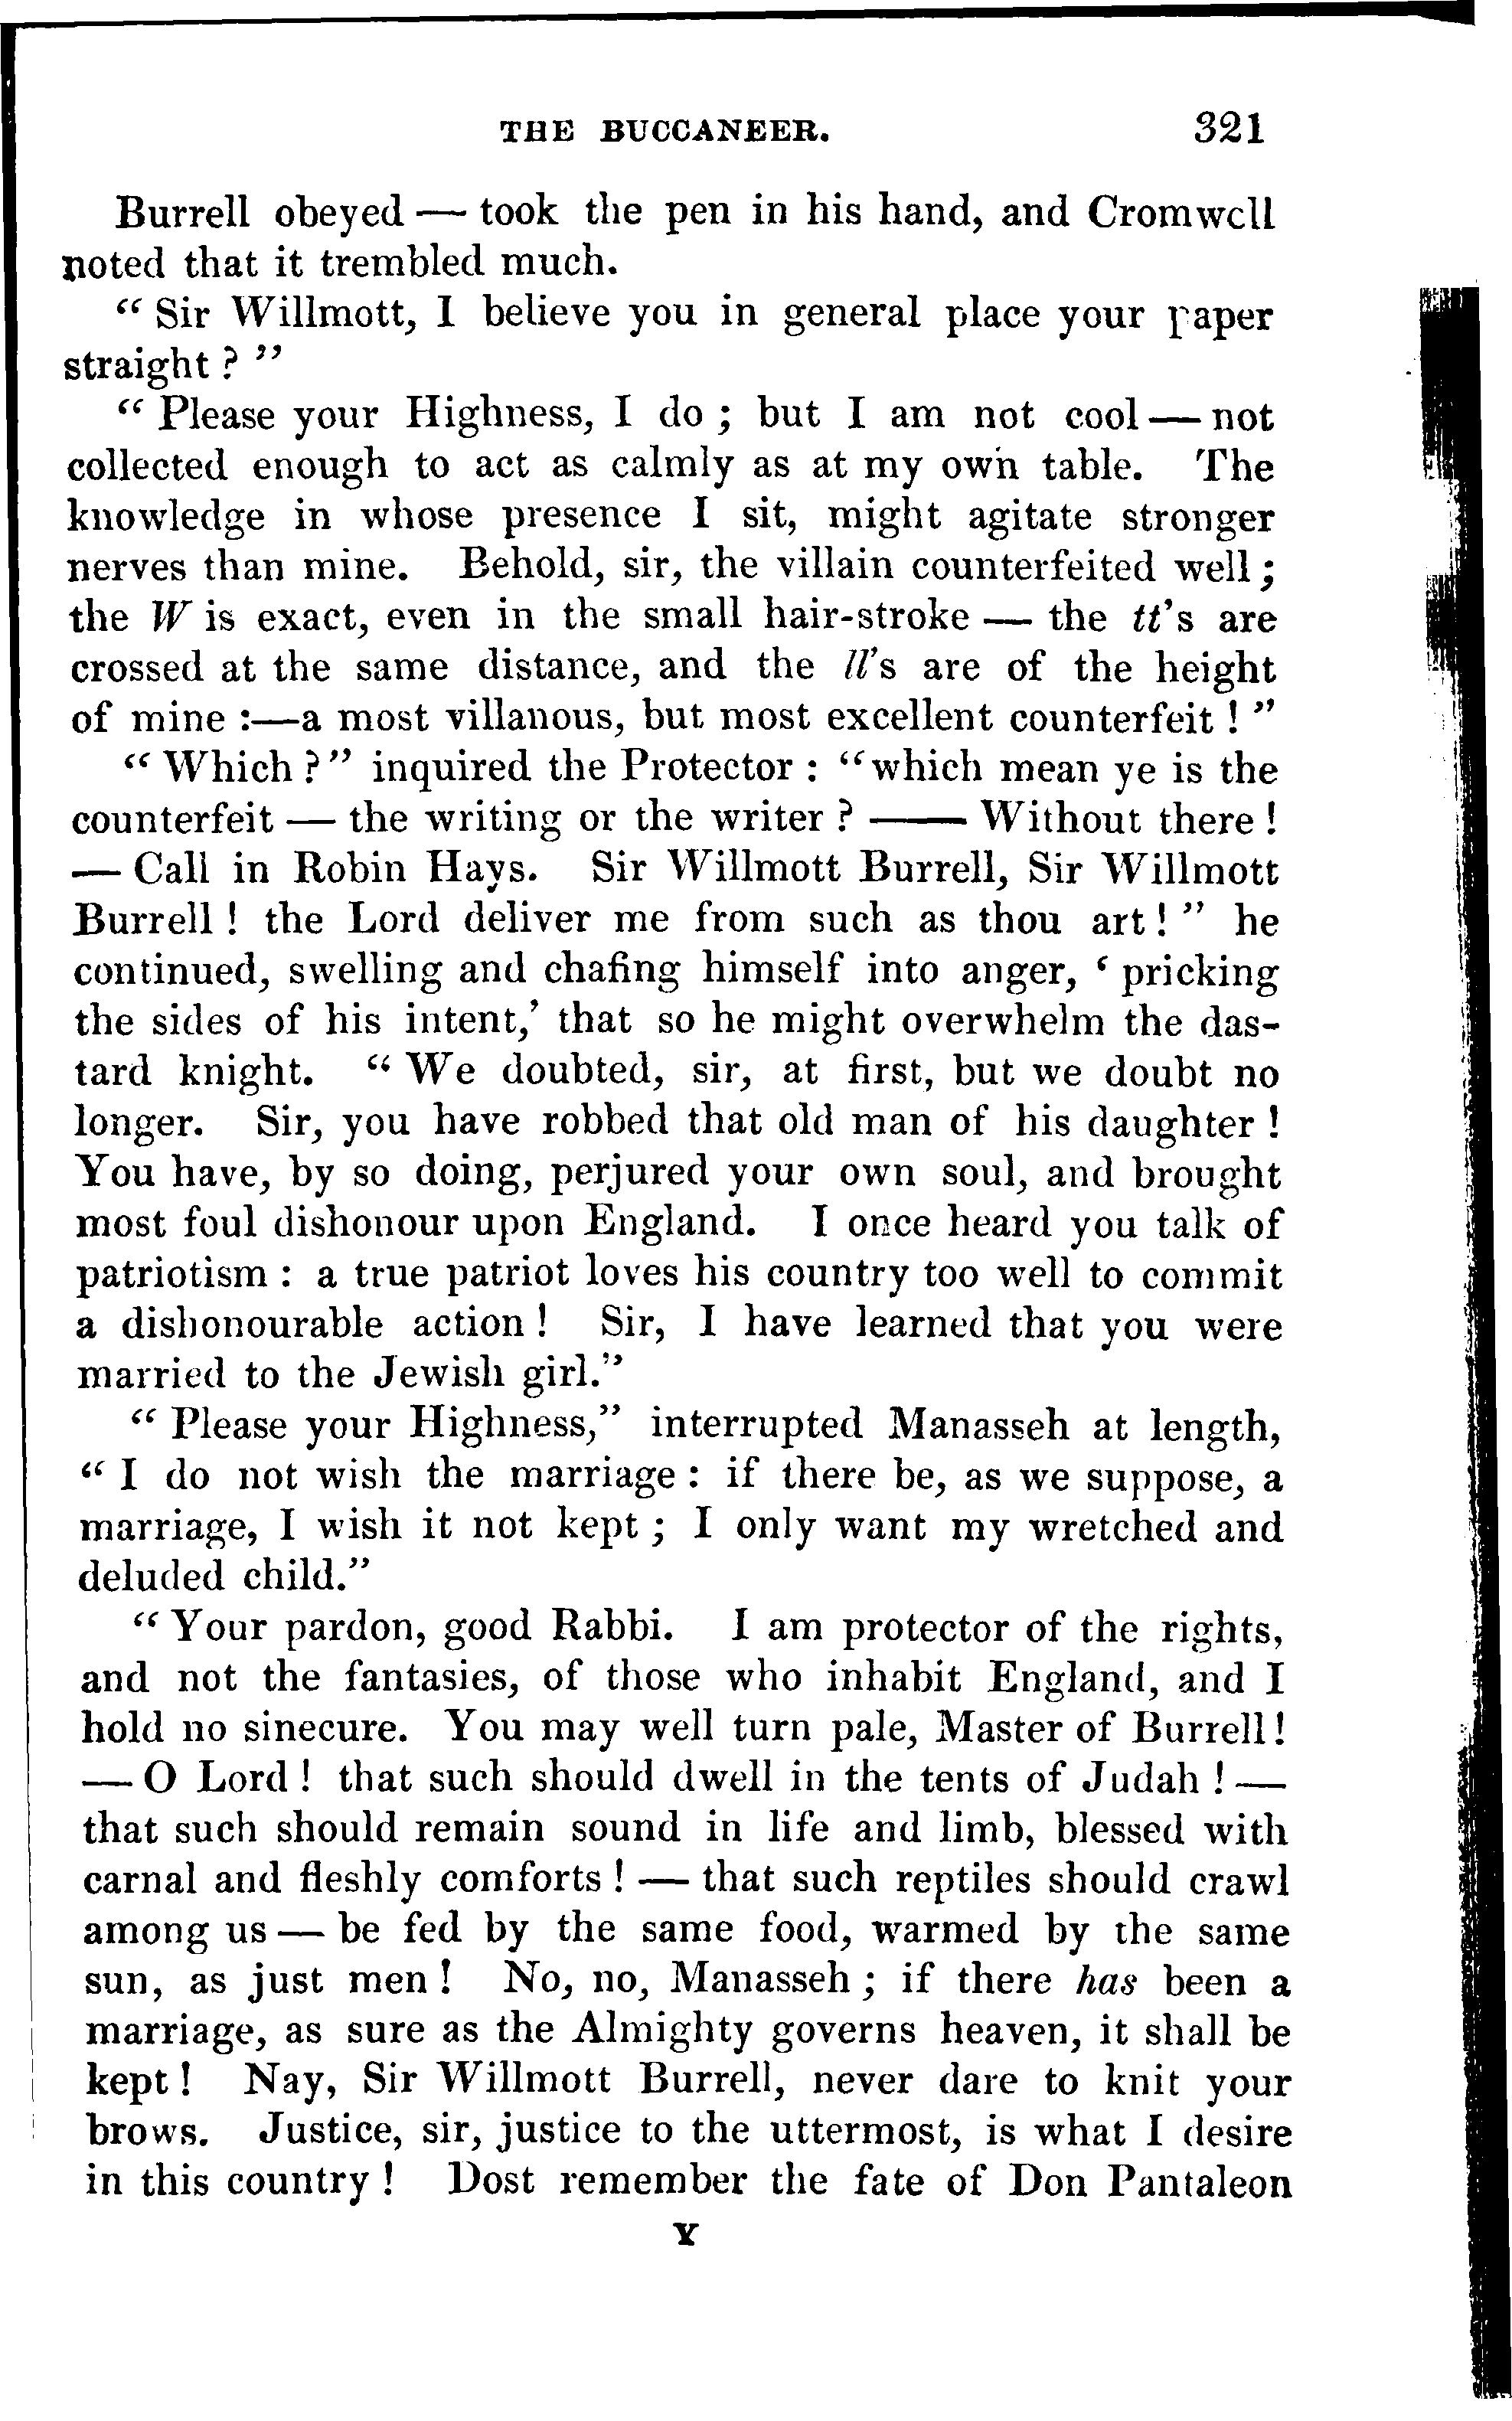 THE BUCCANEER. 321
Burrell obeyed — took the pen in his hand, and Cromwell
noted that it trembled much.
“ Sir Willmott, I believe you in general place your paper
straight ? ”
“ Please your Highness, I do ; but I am not cool — not
collected enough to act as calmly as at my own table. The
knowledge in whose presence I sit, might agitate stronger
nerves than mine. Behold, sir, the villain counterfeited well ;
the W is exact, even in the small hair-stroke — the tt’s are
crossed at the same distance, and the ll’s are of the height
of mine :—a most villanous, but most excellent counterfeit ! ”
“ Which ?” inquired the Protector : “which mean ye is the
counterfeit — the writing or the writer ? —— Without there !
— Call in Robin Hays. Sir Willmott Burrell, Sir Willmott
Burrell ! the Lord deliver me from such as thou art ! ” he
continued, swelling and chafing himself into anger, ‘ pricking
the sides of his intent,’ that so he might overwhelm the das-
tard knight. “ We doubted, sir, at first, but we doubt no
longer. Sir, you have robbed that old man of his daughter !
You have, by so doing, perjured your own soul, and brought
most foul dishonour upon England. I once heard you talk of
patriotism : a true patriot loves his country too well to commit
a dishonourable action ! Sir, I have learned that you were
married to the Jewish girl.”
“ Please your Highness,” interrupted Manasseh at length,
“ I do not wish the marriage : if there be, as we suppose, a
marriage, I wish it not kept ; I only want my wretched and
deluded child.”
“ Your pardon, good Rabbi. I am protector of the rights,
and not the fantasies, of those who inhabit England, and I
hold no sinecure. You may well turn pale, Master of Burrell !
— O Lord ! that such should dwell in the tents of Judah ! —
that such should remain sound in life and limb, blessed with
carnal and fleshly comforts ! — that such reptiles should crawl
among us — be fed by the same food, warmed by the same
sun, as just men ! No, no, Manasseh ; if there has been a
marriage, as sure as the Almighty governs heaven, it shall be
kept ! Nay, Sir Willmott Burrell, never dare to knit your
brows. Justice, sir, justice to the uttermost, is what I desire
in this country ! Dost remember the fate of Don Pantaleon
Y